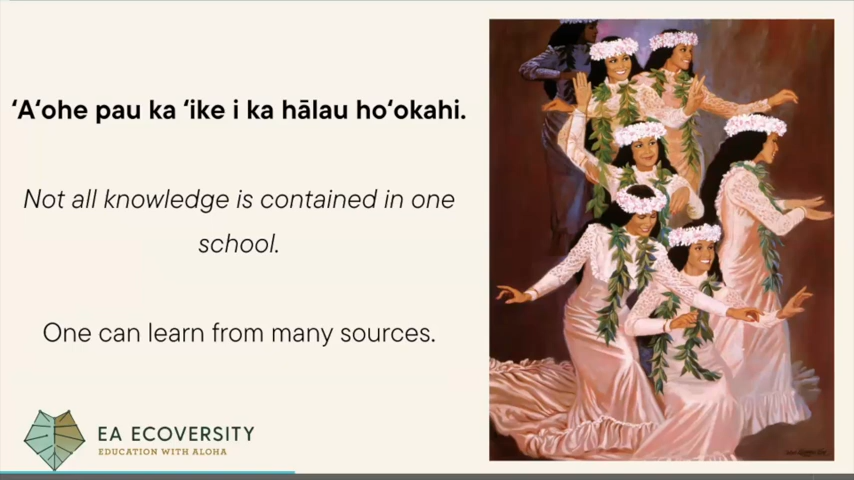 ʻAʻohe pau ka ʻike i ka hālau hoʻokahi.
Not all knowledge is contained in one
school.
One can learn from many sources.
EA ECOVERSITY
EDUCATION WITH ALOHA